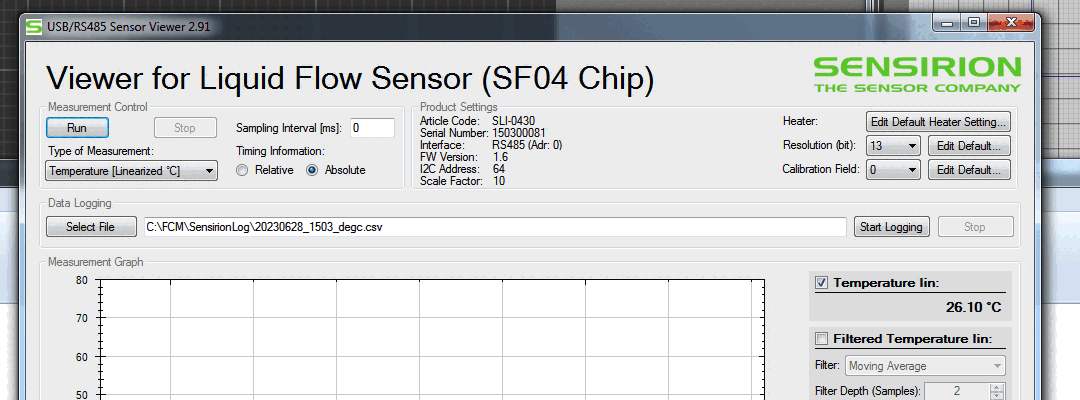 USB/RS485 Sensor Viewer 2.91
Viewer for Liquid Flow Sensor (SF04 Chip)
SENSIRION
THE SENSOR COMPANY
Measurement Control
Run
Stop
Sampling Interval [ms]: 0
Type of Measurement:
Timing Information:
Temperature [Linearized °C]
Relative
Absolute
Product Settings
Article Code: SLI-0430
Serial Number: 150300081
Interface: RS485 (Adr: 0)
FW Version: 1.6
I2C Address: 64
Scale Factor: 10
Heater: Edit Default Heater Setting...
Resolution (bit): 13 Edit Default...
Calibration Field: 0 Edit Default...
Data Logging
Select File C:\FCM\SensirionLog\20230628_1503_degc.csv Start Logging Stop
Measurement Graph
80
70
60
50
Temperature lin:
26.10 °C
Filtered Temperature lin:
Filter: Moving Average
Filter Depth (Samples): 2